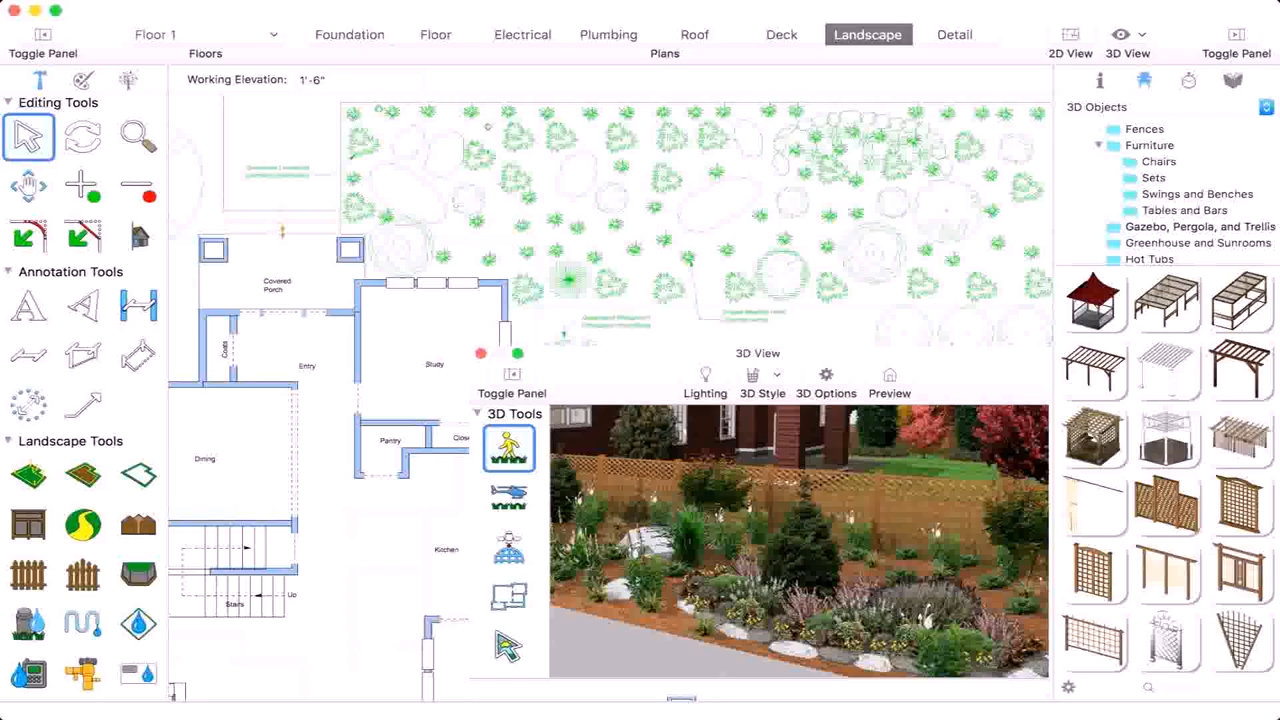 Floor 1
Foundation
Floor
Electrical
Plumbing
Roof
Deck
Landscape
Detail
Toggle Panel
Floors
Plans
2D View
3D View
Toggle Panel
Working Elevation: 1'-6"
Editing Tools
3D Objects
Fences
Furniture
Chairs
Sets
Swings and Benches
Tables and Bars
Gazebo, Pergola, and Trellis
Greenhouse and Sunrooms
Hot Tubs
Annotation Tools
Covered
Porch
Coats
Entry
Study
Pantry
Dining
Kitchen
Stairs
Up
Landscape Tools
3D View
Toggle Panel
Lighting
3D Style
3D Options
Preview
3D Tools